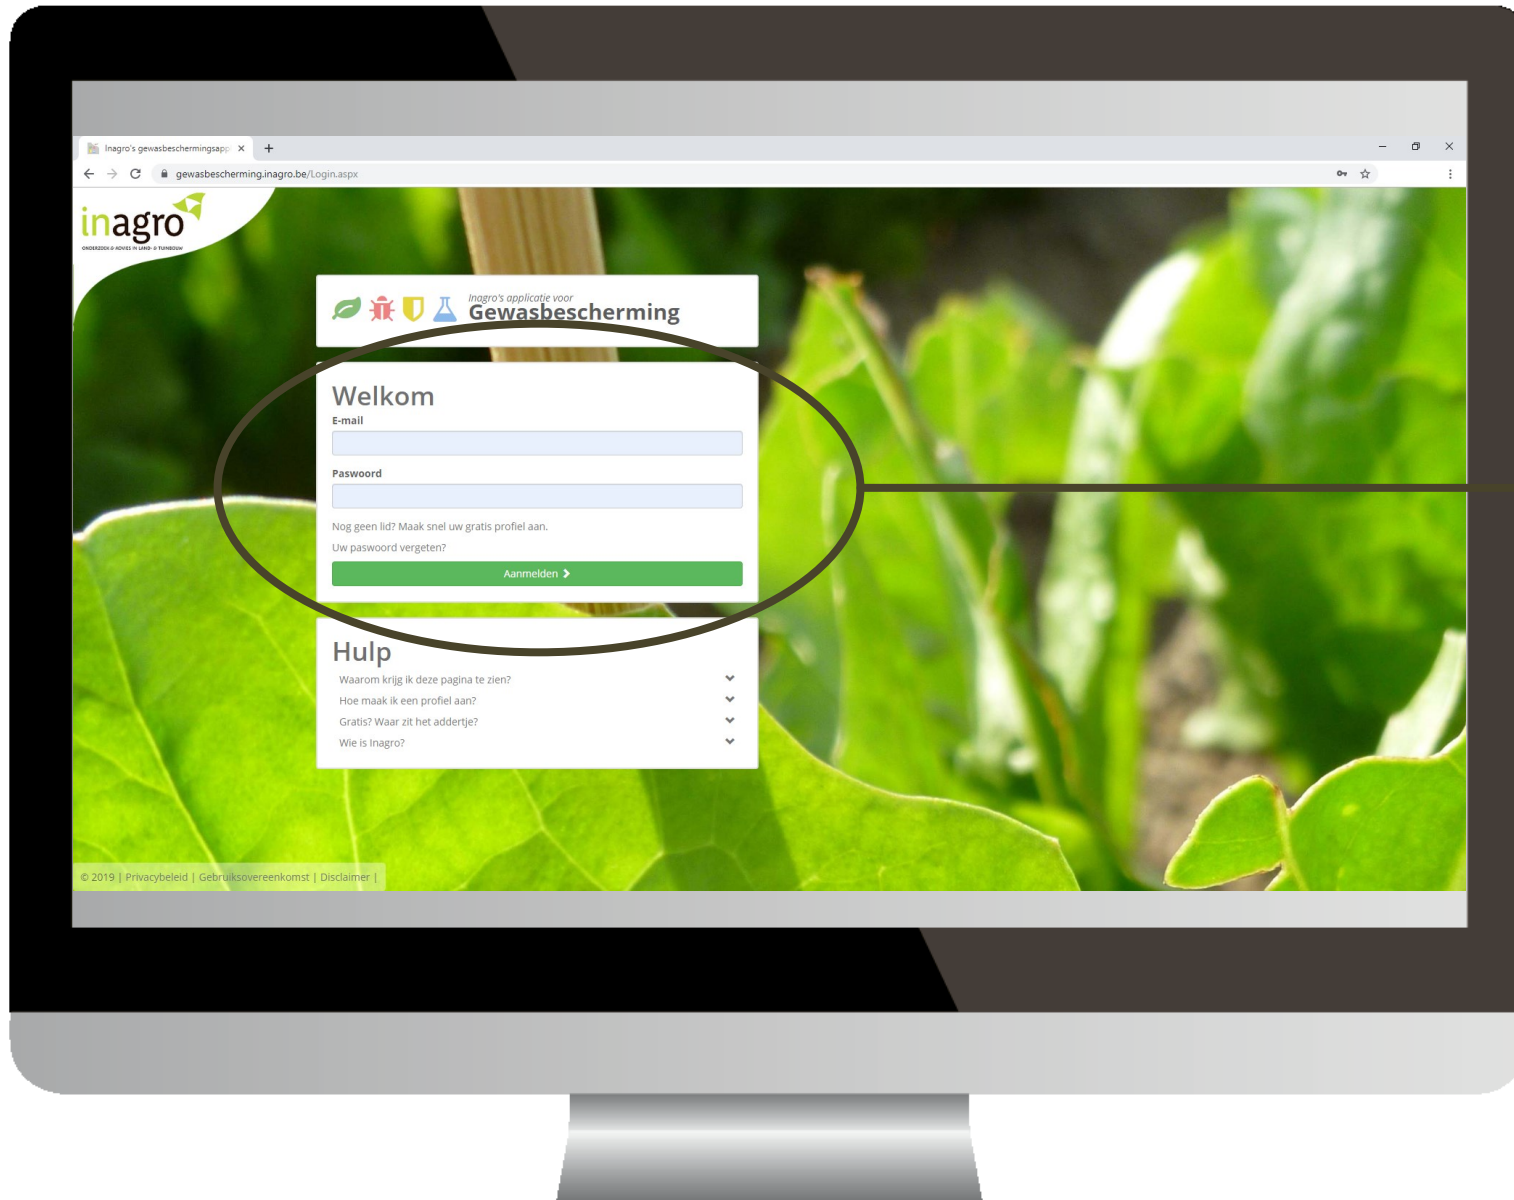 Inagro's gewasbeschermingsapp
gewasbescherming.inagro.be/Login.aspx
inagro
ONDERZOEK & ADVIES IN LAND- & TUINBOUW
Inagro's applicatie voor
Gewasbescherming
Welkom
E-mail
Paswoord
Nog geen lid? Maak snel uw gratis profiel aan.
Uw paswoord vergeten?
Aanmelden
Hulp
Waarom krijg ik deze pagina te zien?
Hoe maak ik een profiel aan?
Gratis? Waar zit het addertje?
Wie is Inagro?
© 2019 | Privacybeleid | Gebruiksovereenkomst | Disclaimer |